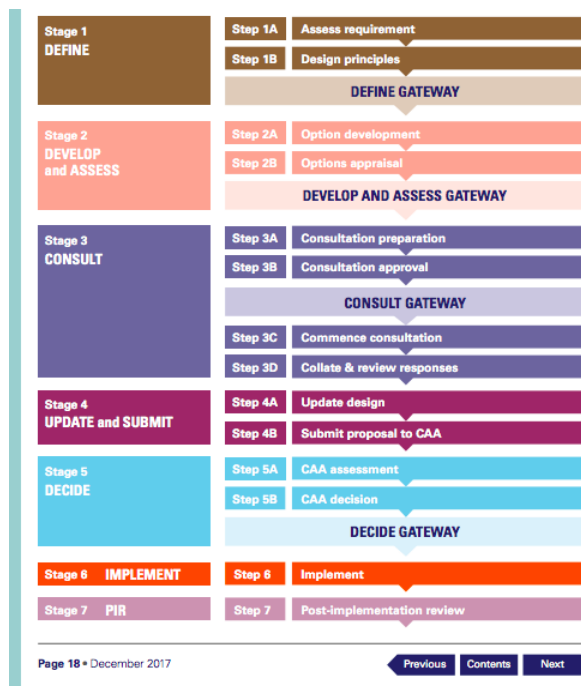 Stage 1
DEFINE
Step 1A Assess requirement
Step 1B Design principles
DEFINE GATEWAY
Stage 2
DEVELOP
and ASSESS
Step 2A Option development
Step 2B Options appraisal
DEVELOP AND ASSESS GATEWAY
Stage 3
CONSULT
Step 3A Consultation preparation
Step 3B Consultation approval
CONSULT GATEWAY
Step 3C Commence consultation
Step 3D Collate & review responses
Stage 4
UPDATE and SUBMIT
Step 4A Update design
Step 4B Submit proposal to CAA
Stage 5
DECIDE
Step 5A CAA assessment
Step 5B CAA decision
DECIDE GATEWAY
Stage 6 IMPLEMENT Step 6 Implement
Stage 7 PIR Step 7 Post-implementation review
Page 18 • December 2017 Previous Contents Next